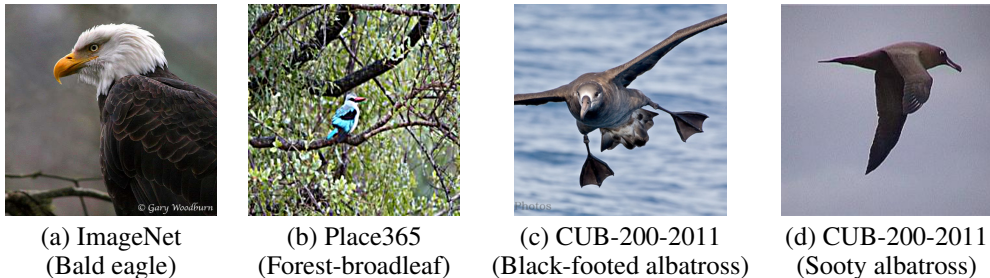 © Gary Woodburn
Photos
(a) ImageNet
(Bald eagle)
(b) Place365
(Forest-broadleaf)
(c) CUB-200-2011
(Black-footed albatross)
(d) CUB-200-2011
(Sooty albatross)